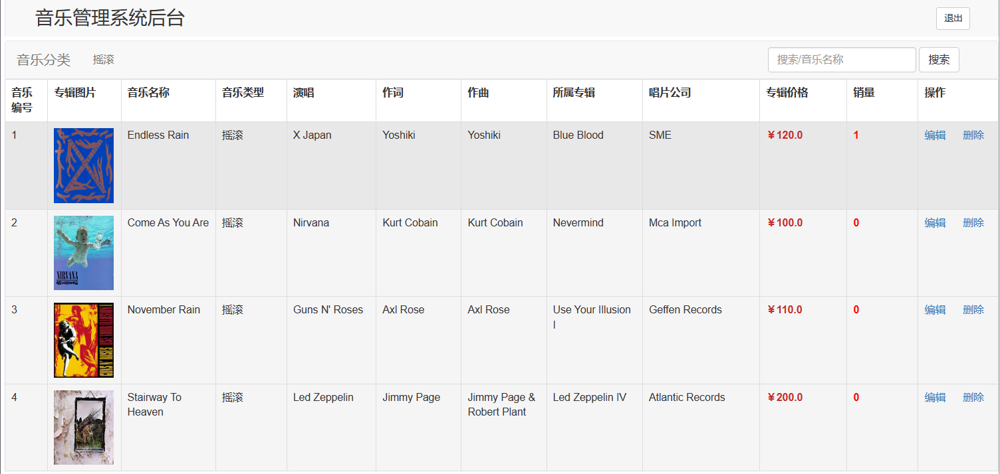 音乐管理系统后台
退出
音乐分类 摇滚 搜索/音乐名称 搜索
音乐编号 专辑图片 音乐名称 音乐类型 演唱 作词 作曲 所属专辑 唱片公司 专辑价格 销量 操作
1 Endless Rain 摇滚 X Japan Yoshiki Yoshiki Blue Blood SME ¥120.0 1 编辑 删除
2 Come As You Are 摇滚 Nirvana Kurt Cobain Kurt Cobain Nevermind Mca Import ¥100.0 0 编辑 删除
NIRVANA
NEVERMIND
3 November Rain 摇滚 Guns N' Roses Axl Rose Axl Rose Use Your Illusion I Geffen Records ¥110.0 0 编辑 删除
GUNS N' ROSES USE YOUR ILLUSION I
4 Stairway To Heaven 摇滚 Led Zeppelin Jimmy Page Jimmy Page & Robert Plant Led Zeppelin IV Atlantic Records ¥200.0 0 编辑 删除